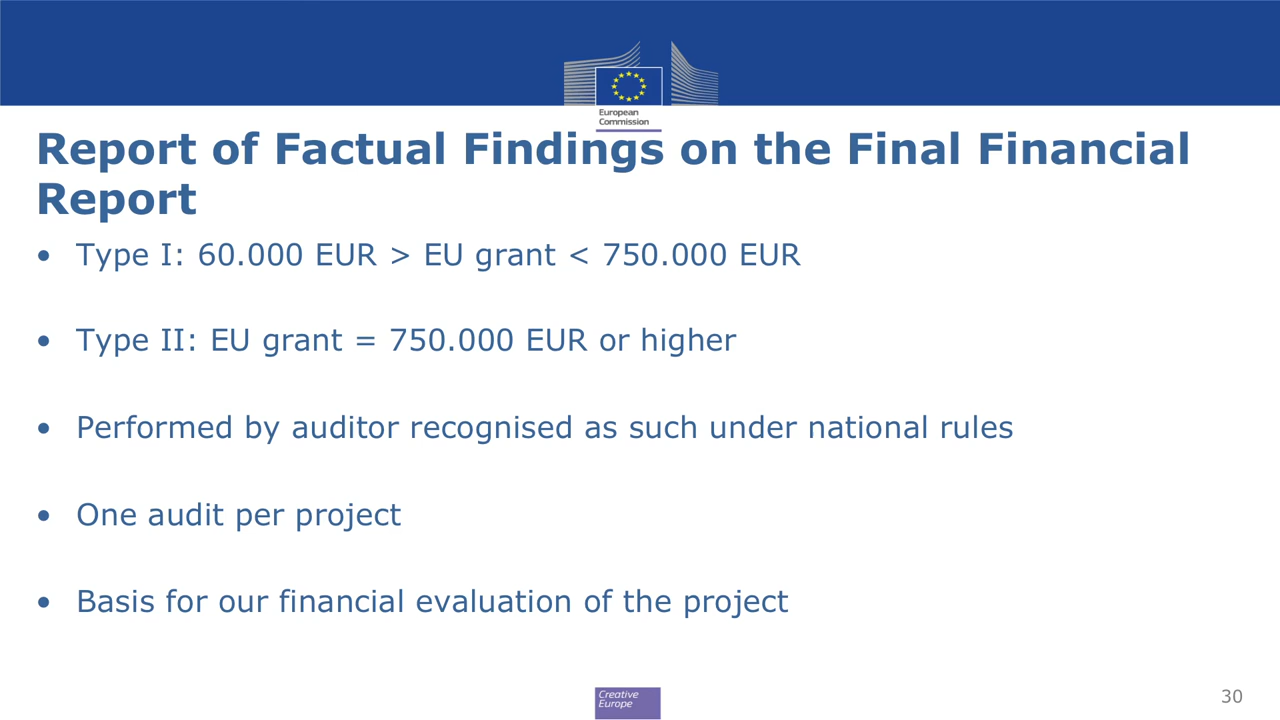 European
Commission
Report of Factual Findings on the Final Financial
Report
• Type I: 60.000 EUR > EU grant < 750.000 EUR
• Type II: EU grant = 750.000 EUR or higher
• Performed by auditor recognised as such under national rules
• One audit per project
• Basis for our financial evaluation of the project
Creative
Europe
30